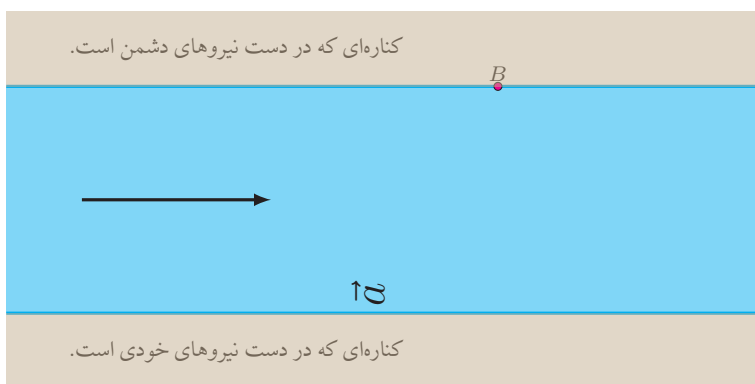 کناره‌ای که در دست نیروهای دشمن است.
B
a
کناره‌ای که در دست نیروهای خودی است.